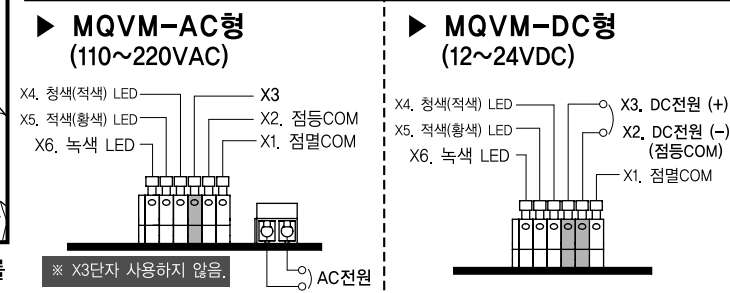 ▶ MQVM-AC형
(110~220VAC)
X4. 청색(적색) LED
X5. 적색(황색) LED
X6. 녹색 LED
X3
X2. 점등COM
X1. 점멸COM
※ X3단자 사용하지 않음.
AC전원
▶ MQVM-DC형
(12~24VDC)
X4. 청색(적색) LED
X5. 적색(황색) LED
X6. 녹색 LED
X3. DC전원 (+)
X2. DC전원 (-)
(점등COM)
X1. 점멸COM